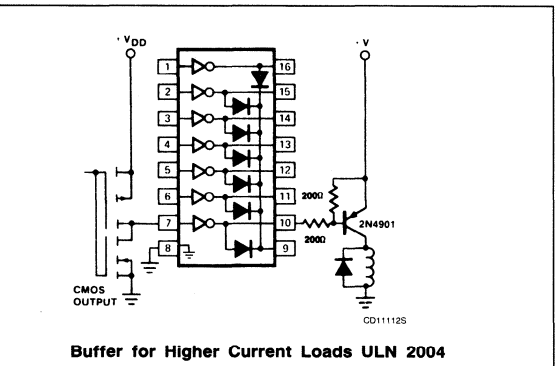 VDD
+V
1
16
2
15
3
14
4
13
5
12
6
11
200Ω
7
10
2N4901
200Ω
8
9
CMOS
OUTPUT
CD11112S
Buffer for Higher Current Loads ULN 2004